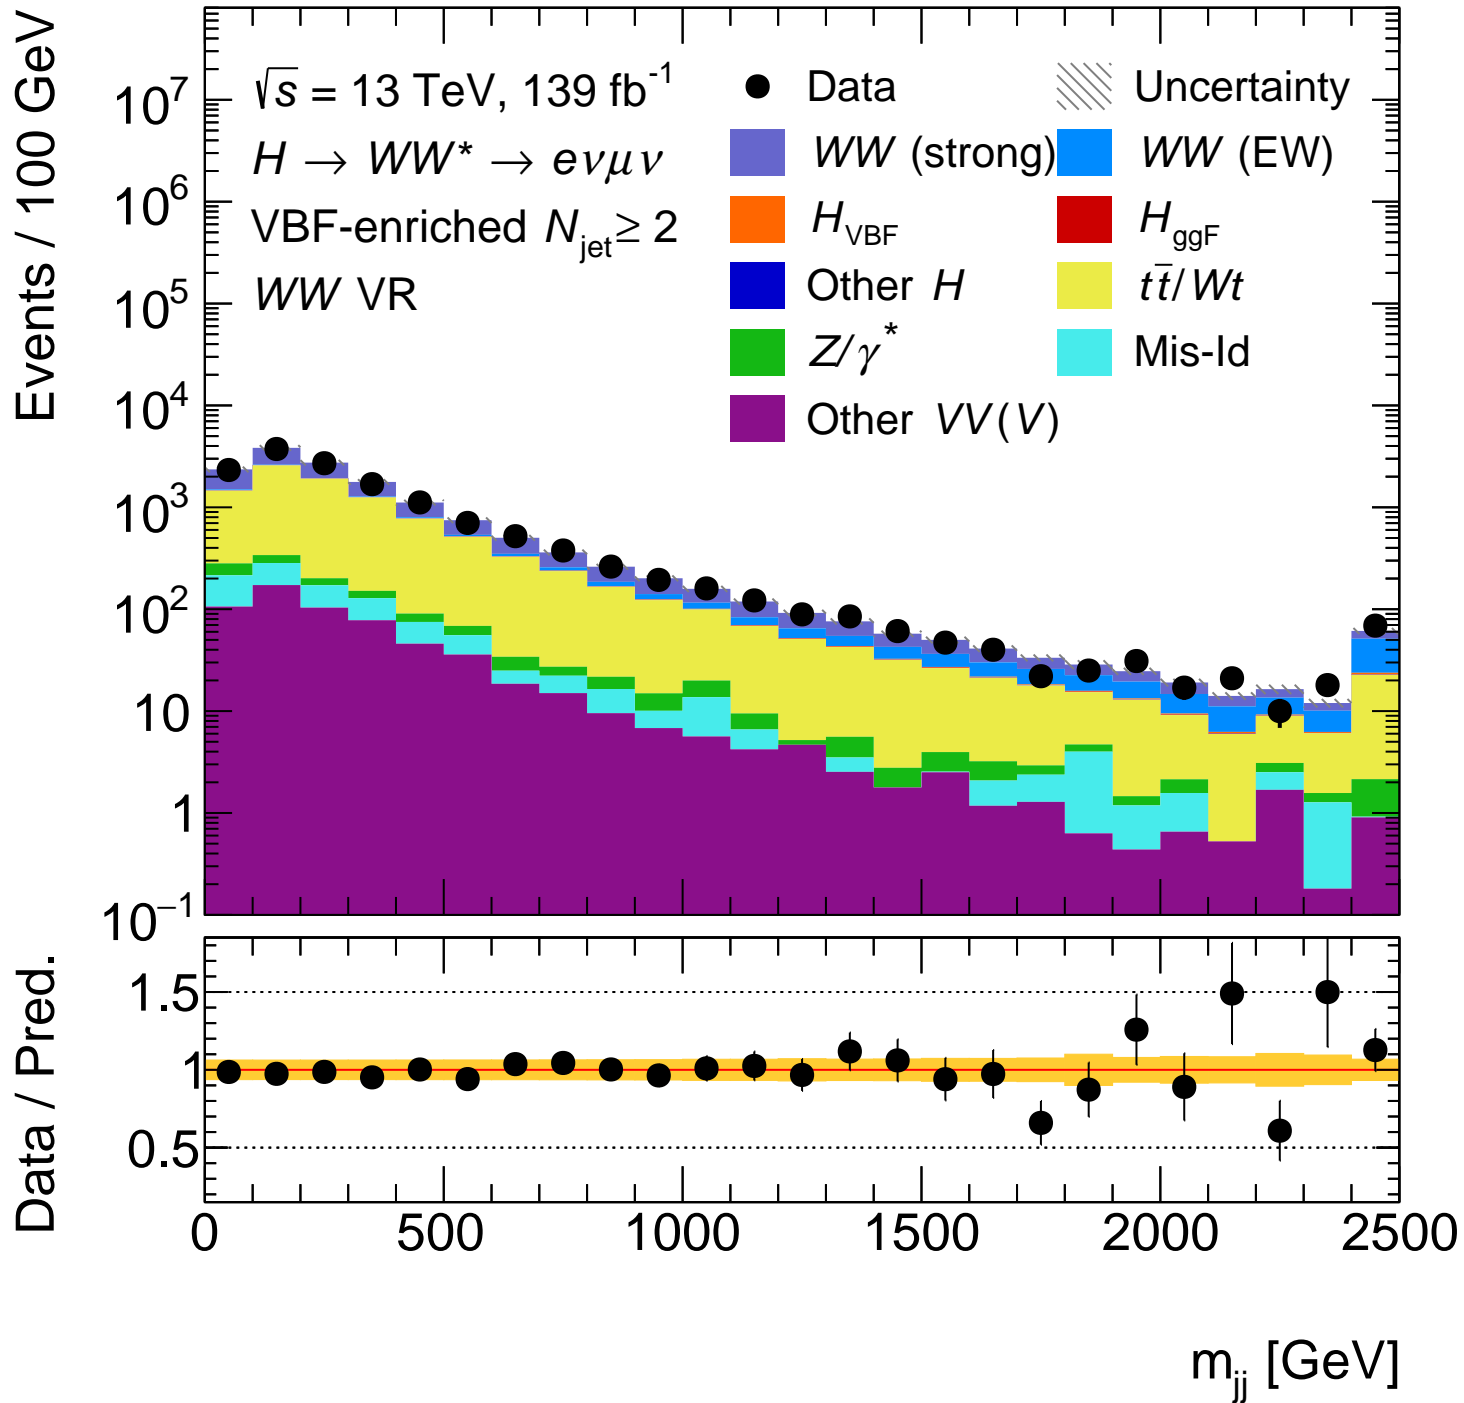 Events / 100 GeV
10⁷
10⁶
10⁵
10⁴
10³
10²
10
1
10⁻¹
√s = 13 TeV, 139 fb⁻¹
H → WW* → eνμν
VBF-enriched N_jet ≥ 2
WW VR
Data
Uncertainty
WW (strong)
WW (EW)
H_VBF
H_ggF
Other H
tt̄/Wt
Z/γ*
Mis-Id
Other VV(V)
Data / Pred.
1.5
1
0.5
0 500 1000 1500 2000 2500
m_jj [GeV]